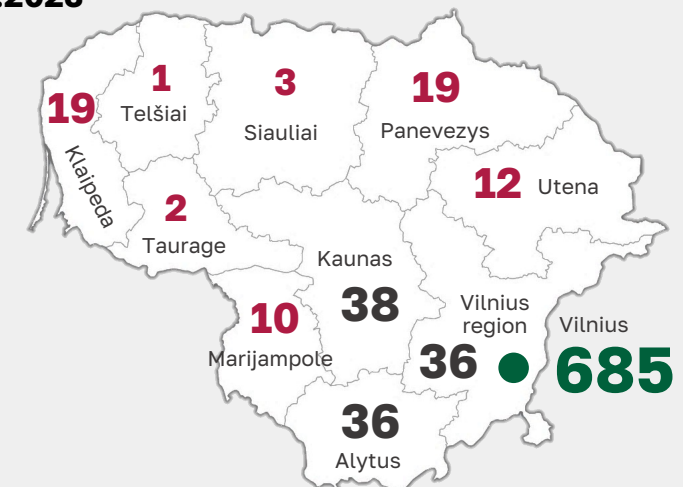 1
Telšiai
3
Siauliai
19
Panevezys
19
Klaipeda
12
Utena
2
Taurage
Kaunas
38
10
Marijampole
Vilnius
region
36
Vilnius
685
36
Alytus